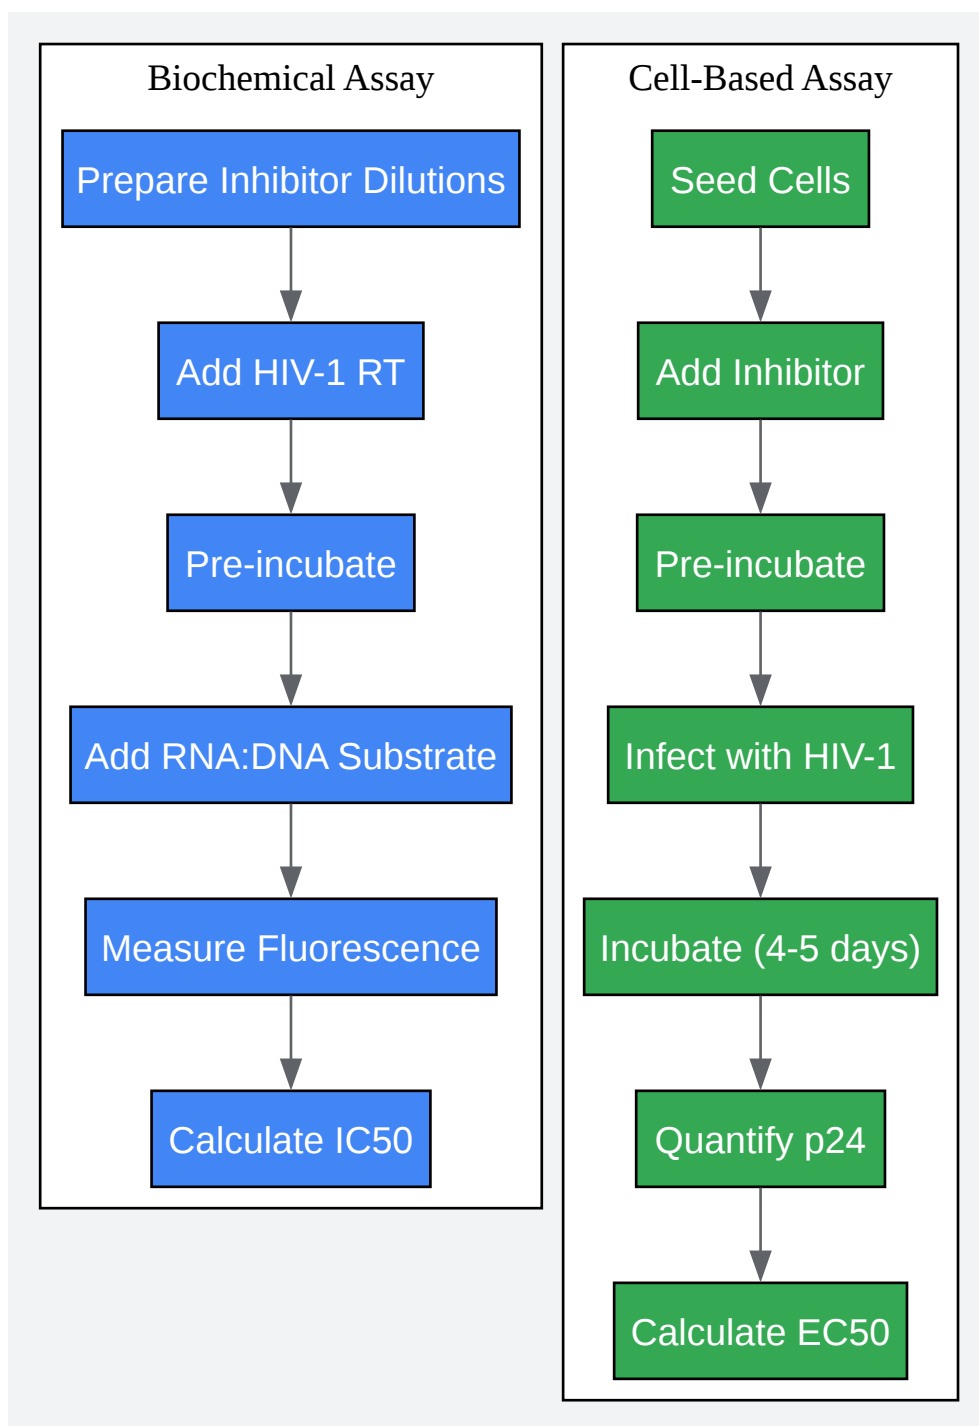 Biochemical Assay
Prepare Inhibitor Dilutions
Add HIV-1 RT
Pre-incubate
Add RNA:DNA Substrate
Measure Fluorescence
Calculate IC50
Cell-Based Assay
Seed Cells
Add Inhibitor
Pre-incubate
Infect with HIV-1
Incubate (4-5 days)
Quantify p24
Calculate EC50